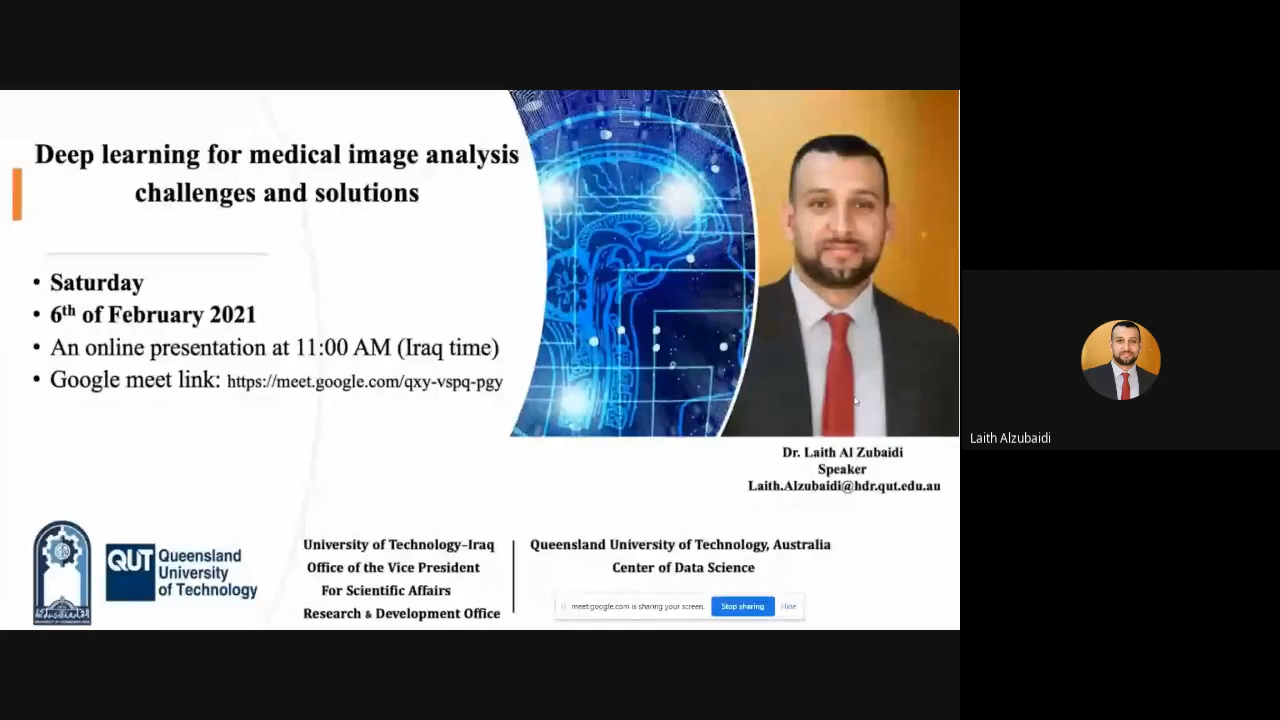 Deep learning for medical image analysis
challenges and solutions
• Saturday
• 6th of February 2021
• An online presentation at 11:00 AM (Iraq time)
• Google meet link: https://meet.google.com/qxy-vspq-pgy
Dr. Laith Al Zubaidi
Speaker
Laith.Alzubaidi@hdr.qut.edu.au
QUT Queensland
University
of Technology
University of Technology-Iraq
Office of the Vice President
For Scientific Affairs
Research & Development Office
Queensland University of Technology, Australia
Center of Data Science
meet.google.com is sharing your screen.
Stop sharing
Hide
Laith Alzubaidi